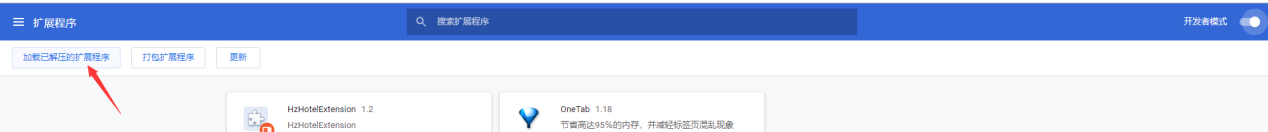 扩展程序
搜索扩展程序
开发者模式
加载已解压的扩展程序
打包扩展程序
更新
HzHotelExtension 1.2
HzHotelExtension
OneTab 1.18
节省高达95%的内存，并减轻标签页混乱现象